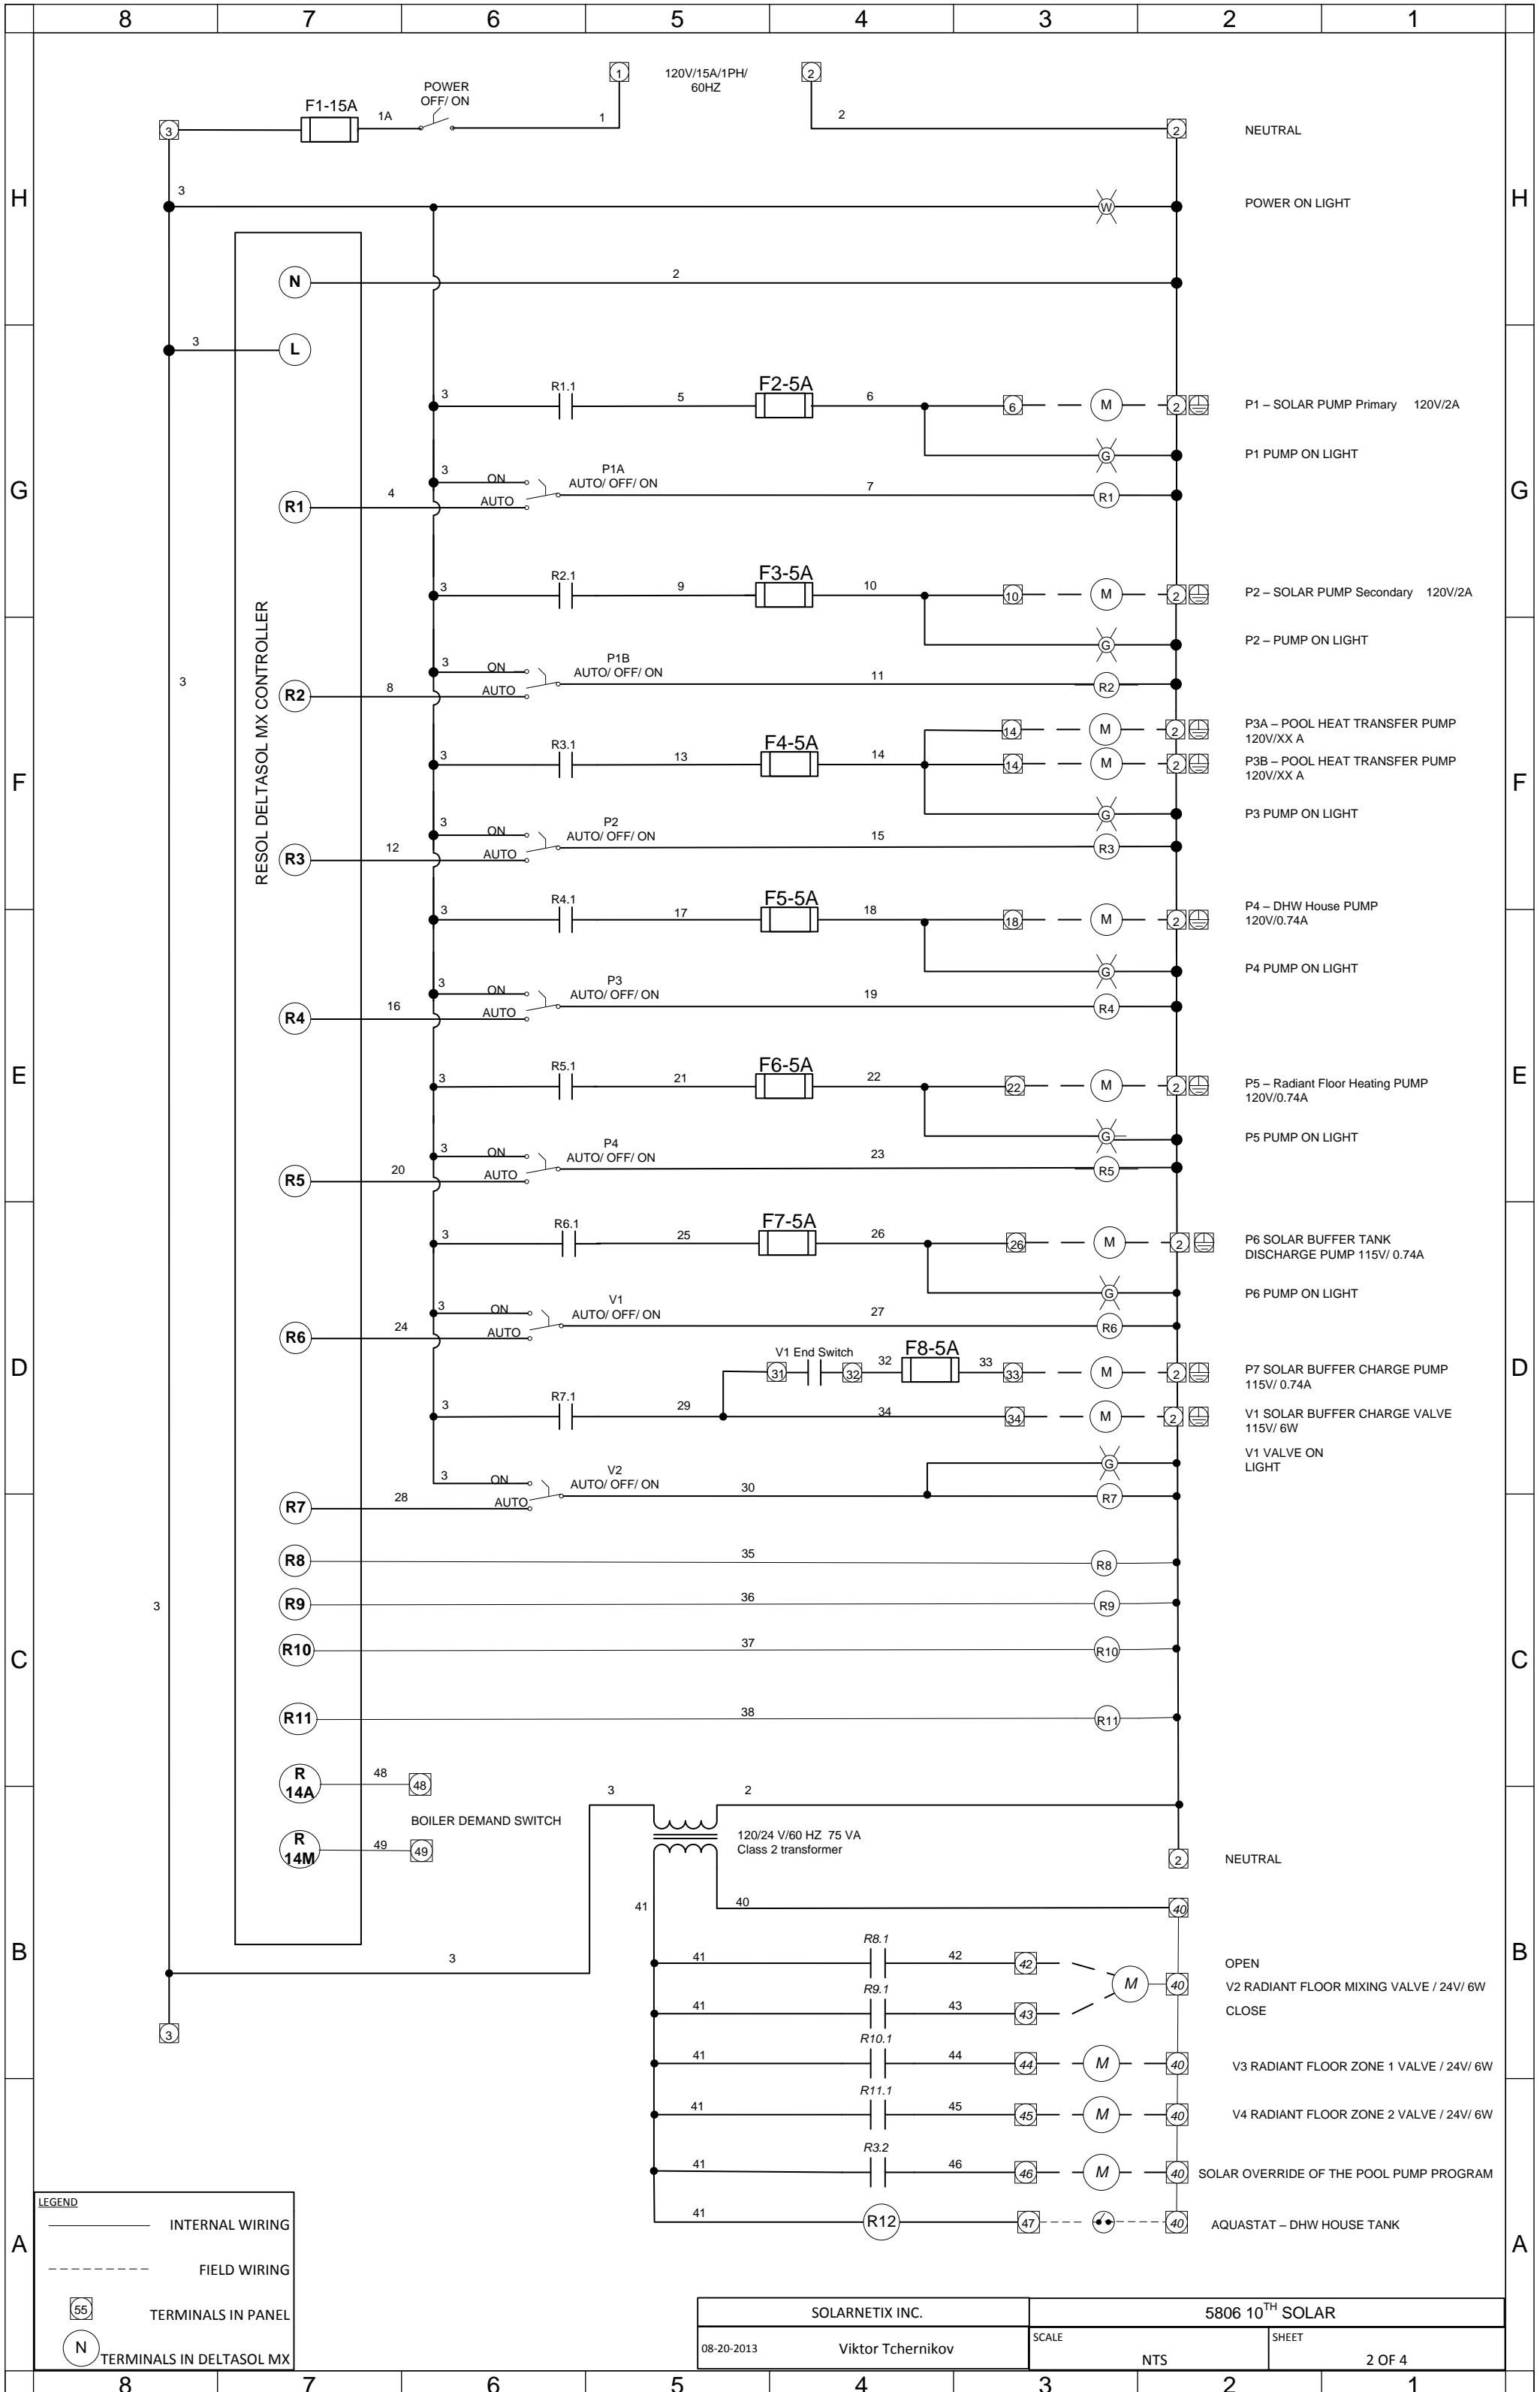 8 7 6 5 4 3 2 1
1 120V/15A/1PH/ 2
60HZ
POWER
OFF/ ON
F1-15A
3 1A 1 2 2 NEUTRAL
H H
3 W POWER ON LIGHT
N 2
3 L
R1.1 F2-5A
3 5 6 6 M 2 P1 – SOLAR PUMP Primary 120V/2A
G P1 PUMP ON LIGHT
P1A
3 ON AUTO/ OFF/ ON
G G
R1 4 AUTO 7 R1
R2.1 F3-5A
3 9 10 10 M 2 P2 – SOLAR PUMP Secondary 120V/2A
G P2 – PUMP ON LIGHT
RESOL DELTASOL MX CONTROLLER
P1B
3 3 ON AUTO/ OFF/ ON
R2 8 AUTO 11 R2
14 M 2 P3A – POOL HEAT TRANSFER PUMP
120V/XX A
R3.1 F4-5A
3 13 14 14 M 2 P3B – POOL HEAT TRANSFER PUMP
120V/XX A
F F
G P3 PUMP ON LIGHT
P2
3 ON AUTO/ OFF/ ON
R3 12 AUTO 15 R3
R4.1 F5-5A
3 17 18 18 M 2 P4 – DHW House PUMP
120V/0.74A
G P4 PUMP ON LIGHT
P3
3 ON AUTO/ OFF/ ON
R4 16 AUTO 19 R4
R5.1 F6-5A
E E
3 21 22 22 M 2 P5 – Radiant Floor Heating PUMP
120V/0.74A
G P5 PUMP ON LIGHT
P4
3 ON AUTO/ OFF/ ON
R5 20 AUTO 23 R5
R6.1 F7-5A
3 25 26 26 M 2 P6 SOLAR BUFFER TANK
DISCHARGE PUMP 115V/ 0.74A
G P6 PUMP ON LIGHT
V1
3 ON AUTO/ OFF/ ON
R6 24 AUTO 27 R6
V1 End Switch F8-5A
D D
31 32 32 33 33 M 2 P7 SOLAR BUFFER CHARGE PUMP
115V/ 0.74A
R7.1
3 29 34 34 M 2 V1 SOLAR BUFFER CHARGE VALVE
115V/ 6W
G V1 VALVE ON
LIGHT
V2
3 ON AUTO/ OFF/ ON
R7 28 AUTO 30 R7
R8 35 R8
3 R9 36 R9
R10 37 R10
C C
R11 38 R11
R
14A 48 48
3 2
BOILER DEMAND SWITCH
120/24 V/60 HZ 75 VA
Class 2 transformer
R
14M 49 49
2 NEUTRAL
41 40 40
B B
3
R8.1
41 42 42 OPEN
M 40 V2 RADIANT FLOOR MIXING VALVE / 24V/ 6W
R9.1
41 43 43 CLOSE
3
R10.1
41 44 44 M 40 V3 RADIANT FLOOR ZONE 1 VALVE / 24V/ 6W
R11.1
41 45 45 M 40 V4 RADIANT FLOOR ZONE 2 VALVE / 24V/ 6W
R3.2
41 46 46 M 40 SOLAR OVERRIDE OF THE POOL PUMP PROGRAM
41 R12 47 40 AQUASTAT – DHW HOUSE TANK
A A
LEGEND
INTERNAL WIRING
FIELD WIRING
55 TERMINALS IN PANEL
N TERMINALS IN DELTASOL MX
SOLARNETIX INC. 5806 10TH SOLAR
08-20-2013 Viktor Tchernikov SCALE NTS SHEET 2 OF 4
8 7 6 5 4 3 2 1